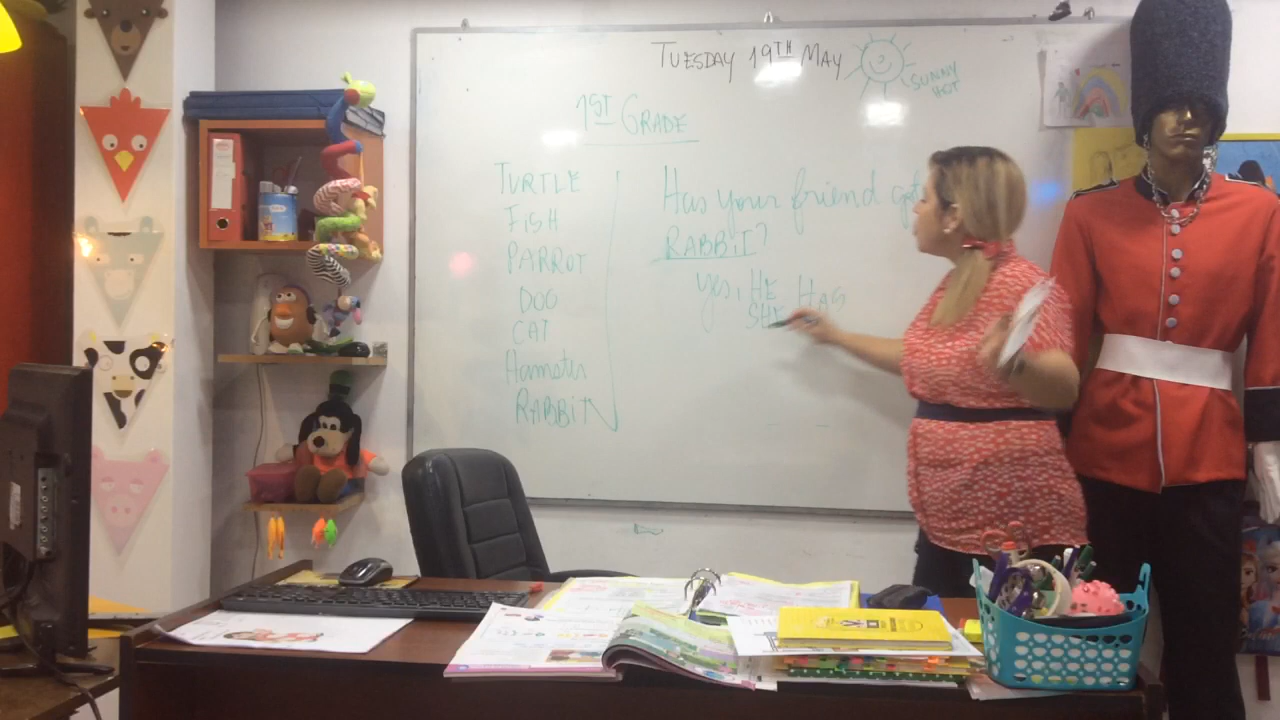 TUESDAY 19TH MAY
SUNNY
HOT
1ST GRADE
TURTLE
FISH
PARROT
DOG
CAT
Hamster
RABBIT
Has your friend got
RABBIT?
yes, HE HAS
SHE